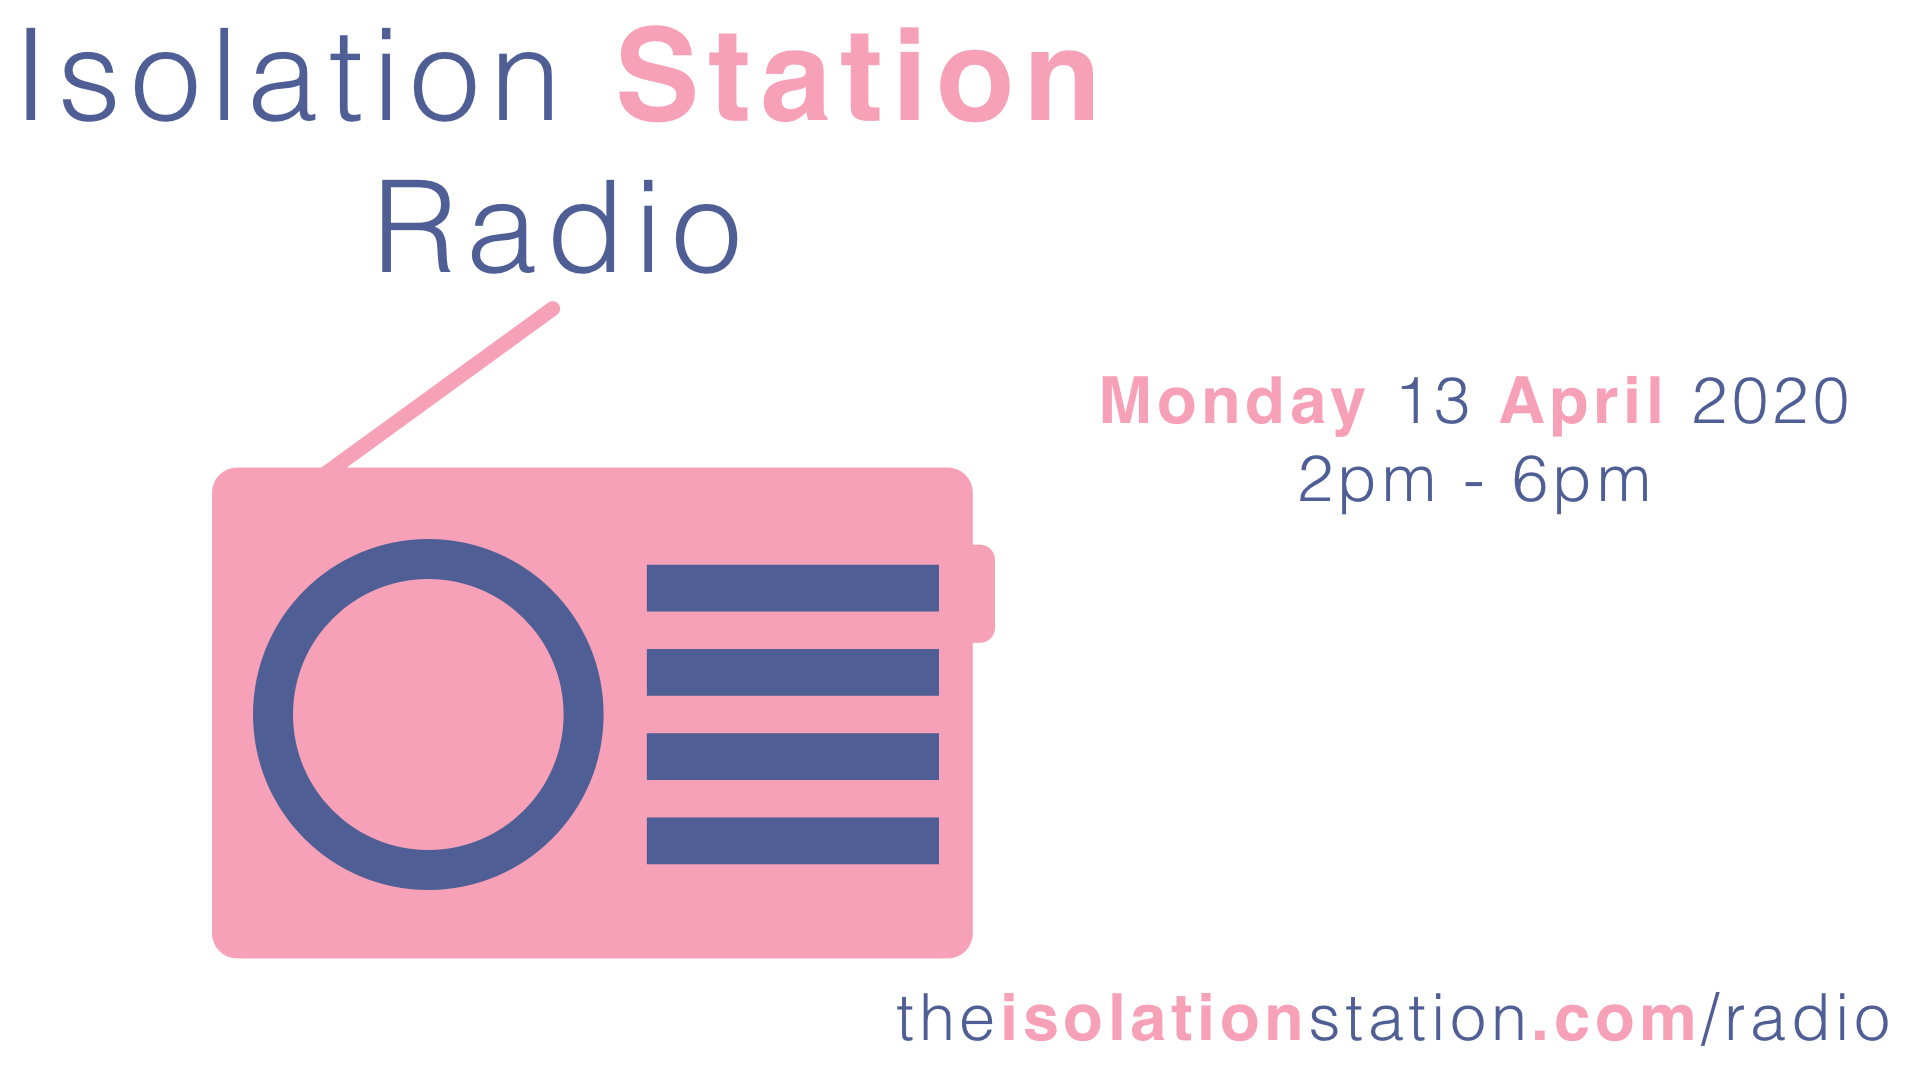 Isolation Station
Radio
Monday 13 April 2020
2pm - 6pm
theisolationstation.com/radio